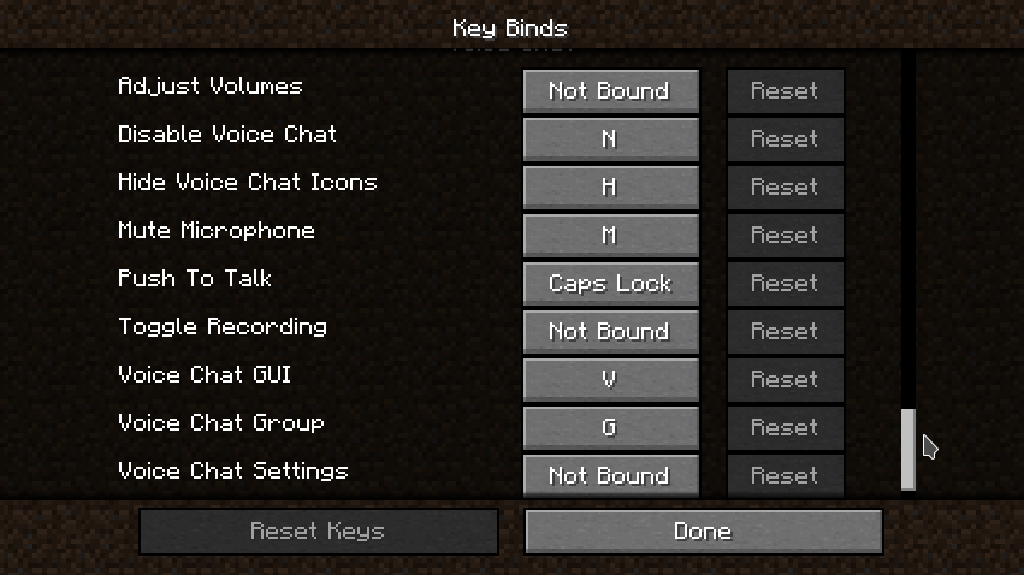 Key Binds
Adjust Volumes Not Bound Reset
Disable Voice Chat N Reset
Hide Voice Chat Icons H Reset
Mute Microphone M Reset
Push To Talk Caps Lock Reset
Toggle Recording Not Bound Reset
Voice Chat GUI V Reset
Voice Chat Group G Reset
Voice Chat Settings Not Bound Reset
Reset Keys Done